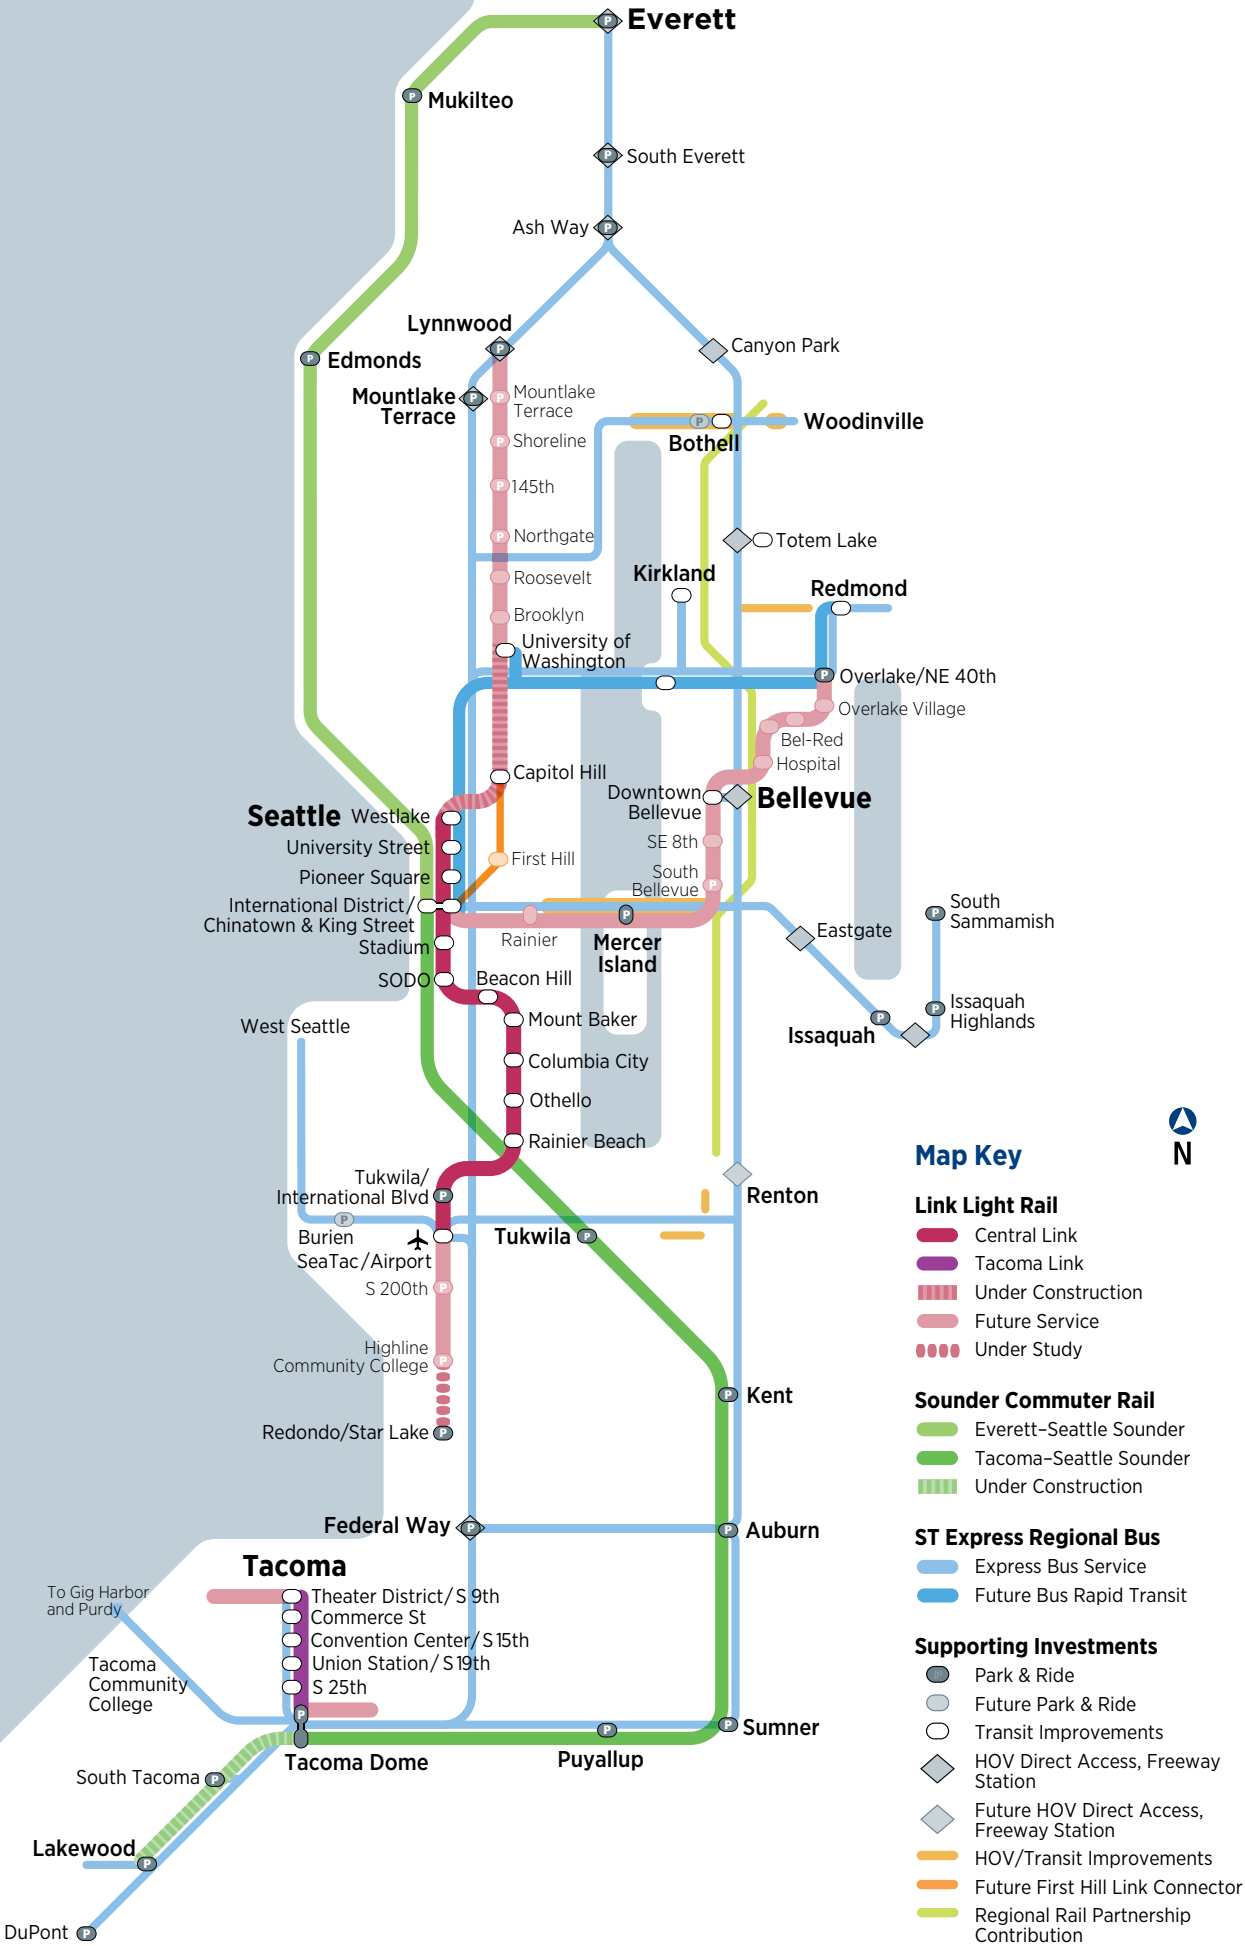 Everett
Mukilteo
South Everett
Ash Way
Lynnwood
Canyon Park
Edmonds
Mountlake
Terrace
Mountlake
Terrace
Woodinville
Bothell
Shoreline
145th
Northgate
Totem Lake
Roosevelt
Kirkland
Redmond
Brooklyn
University of
Washington
Overlake/NE 40th
Overlake Village
Bel-Red
Hospital
Capitol Hill
Downtown
Bellevue
Bellevue
Seattle
Westlake
University Street
SE 8th
First Hill
Pioneer Square
South
Bellevue
International District/
Chinatown & King Street
South
Sammamish
Stadium
Rainier
Mercer
Island
Eastgate
SODO
Beacon Hill
Issaquah
Highlands
West Seattle
Mount Baker
Issaquah
Columbia City
Othello
Rainier Beach
Tukwila/
International Blvd
Renton
Burien
Tukwila
SeaTac/Airport
S 200th
Highline
Community College
Kent
Redondo/Star Lake
Federal Way
Auburn
Tacoma
To Gig Harbor
and Purdy
Theater District/S 9th
Commerce St
Convention Center/S 15th
Union Station/S 19th
Tacoma
Community
College
S 25th
Sumner
Tacoma Dome
Puyallup
South Tacoma
Lakewood
DuPont
N
Map Key
Link Light Rail
Central Link
Tacoma Link
Under Construction
Future Service
Under Study
Sounder Commuter Rail
Everett–Seattle Sounder
Tacoma–Seattle Sounder
Under Construction
ST Express Regional Bus
Express Bus Service
Future Bus Rapid Transit
Supporting Investments
Park & Ride
Future Park & Ride
Transit Improvements
HOV Direct Access, Freeway
Station
Future HOV Direct Access,
Freeway Station
HOV/Transit Improvements
Future First Hill Link Connector
Regional Rail Partnership
Contribution